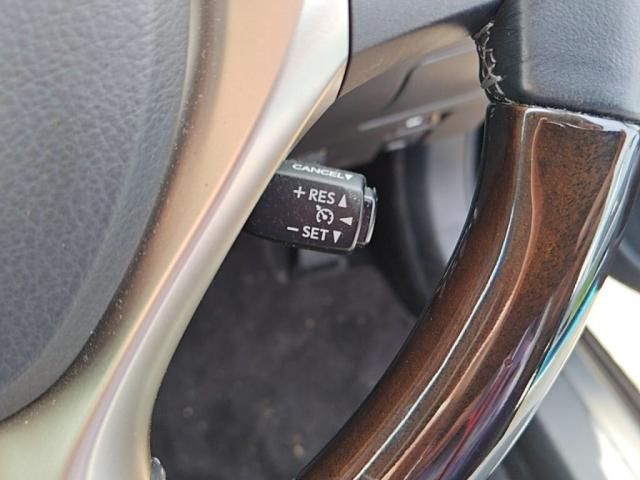 CANCEL▼
+ RES ▲
− SET ▼